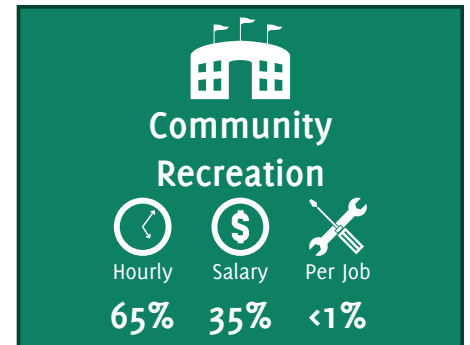 Community
Recreation
$
Hourly Salary Per Job
65% 35% <1%